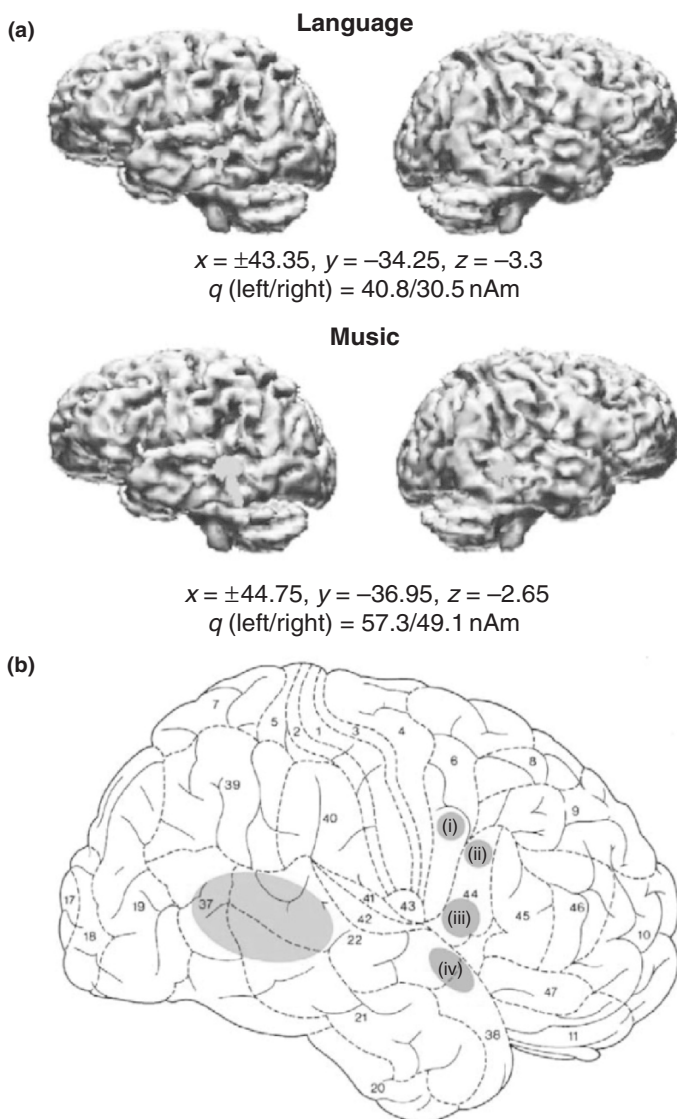 (a)
Language
x = ±43.35, y = −34.25, z = −3.3
q (left/right) = 40.8/30.5 nAm
Music
x = ±44.75, y = −36.95, z = −2.65
q (left/right) = 57.3/49.1 nAm
(b)
7
5
2
1
3
4
6
8
39
9
40
(i)
(ii)
17
19
37
41
43
44
45
46
42
(iii)
18
22
10
(iv)
47
21
38
11
20